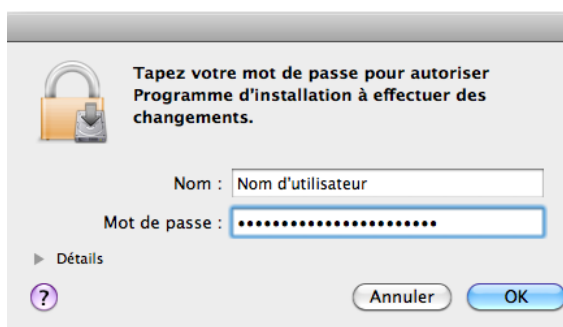 Tapez votre mot de passe pour autoriser
Programme d'installation à effectuer des
changements.
Nom : Nom d'utilisateur
Mot de passe : •••••••••••••••••••••••
Détails
? Annuler OK